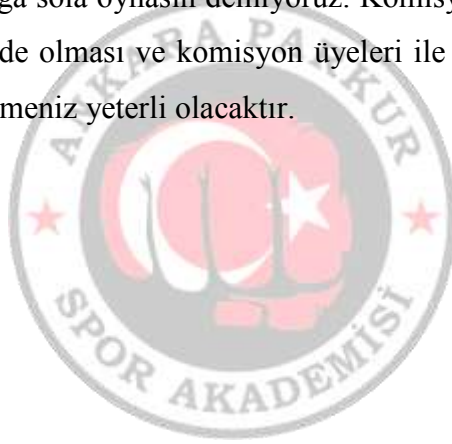 ğa sola oynasın demiyoruz. Komisy
de olması ve komisyon üyeleri ile
meniz yeterli olacaktır.
ANKARA PARKUR
SPOR AKADEMİSİ